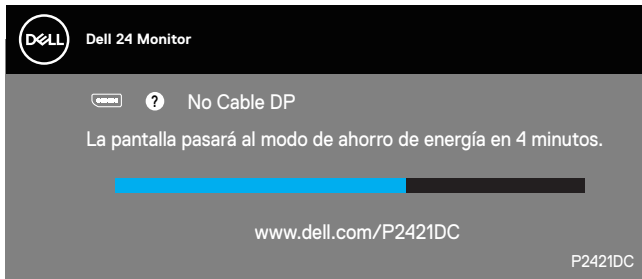 DELL
Dell 24 Monitor
? No Cable DP
La pantalla pasará al modo de ahorro de energía en 4 minutos.
www.dell.com/P2421DC
P2421DC